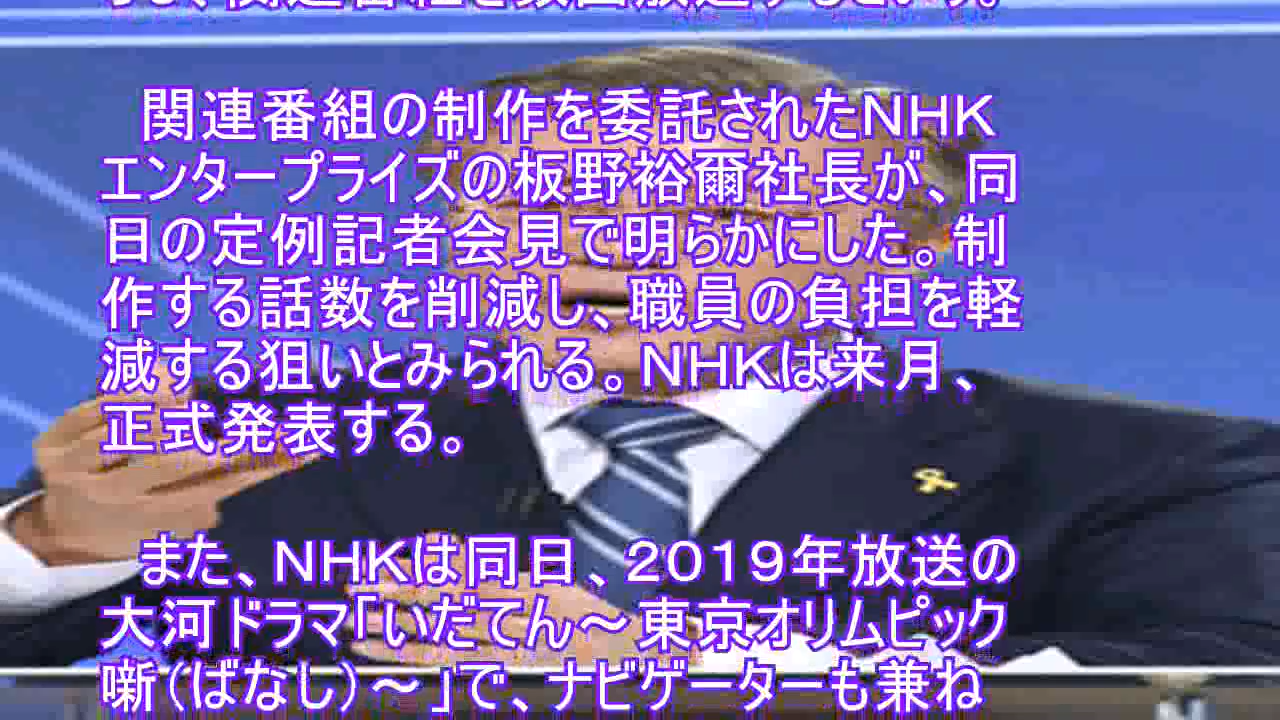 関連番組の制作を委託されたＮＨＫ
エンタープライズの板野裕爾社長が、同
日の定例記者会見で明らかにした。制
作する話数を削減し、職員の負担を軽
減する狙いとみられる。ＮＨＫは来月、
正式発表する。
また、ＮＨＫは同日、２０１９年放送の
大河ドラマ「いだてん～東京オリムピック
噺（ばなし）～」で、ナビゲーターも兼ね